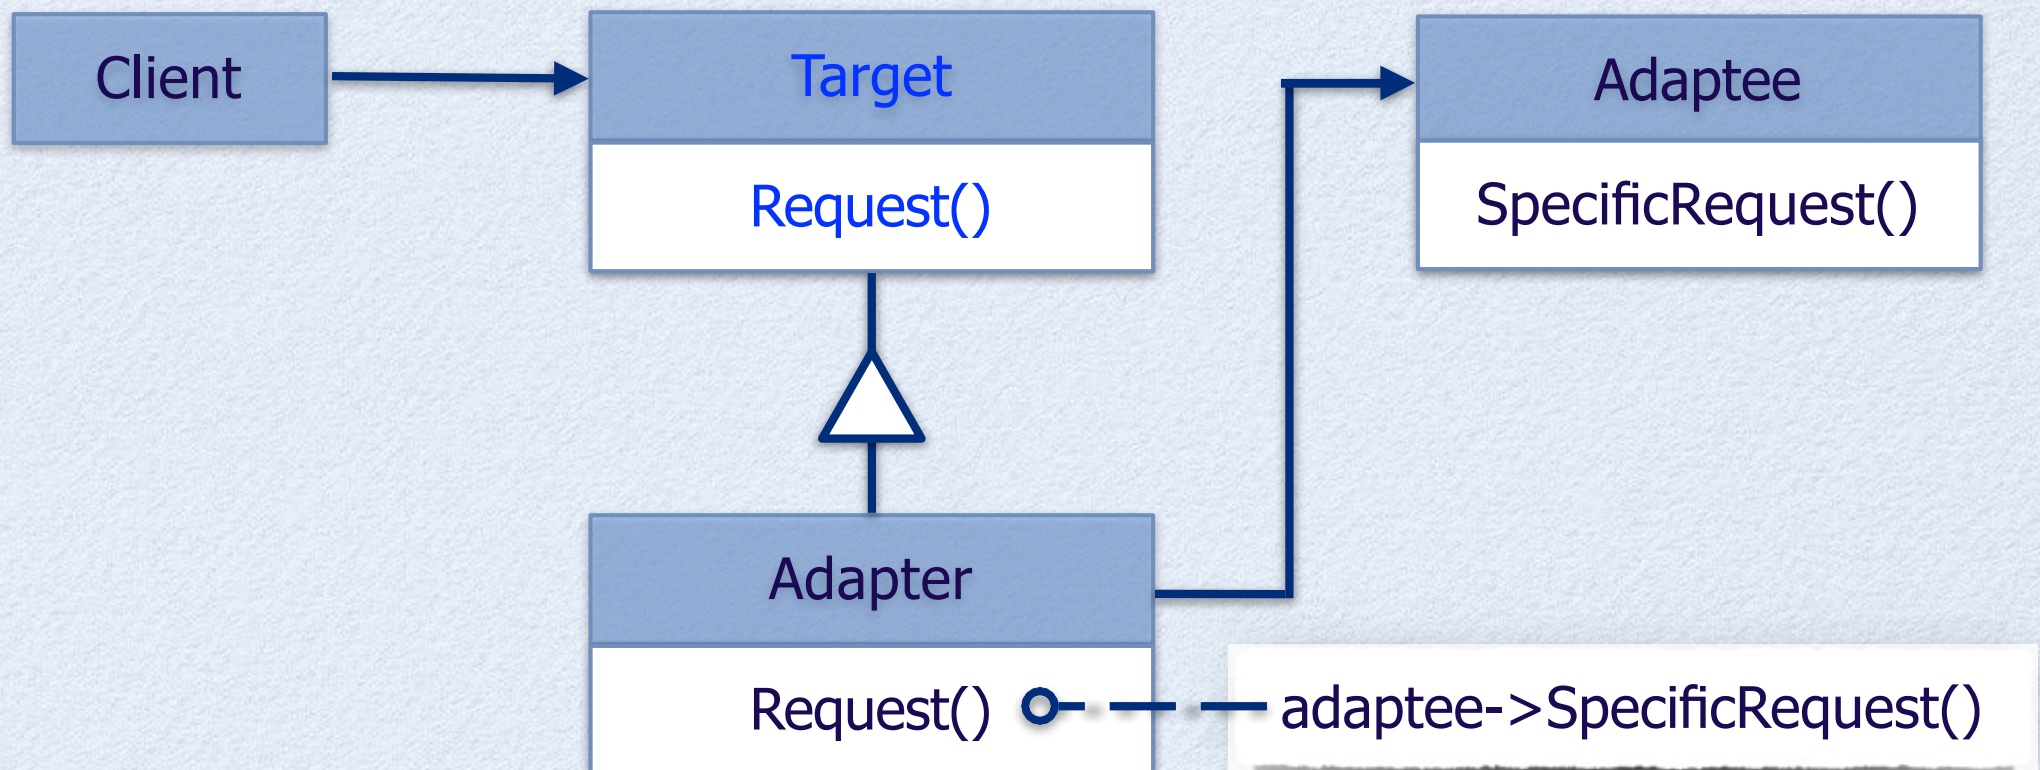 Client
Target
Request()
Adaptee
SpecificRequest()
Adapter
Request()
adaptee->SpecificRequest()